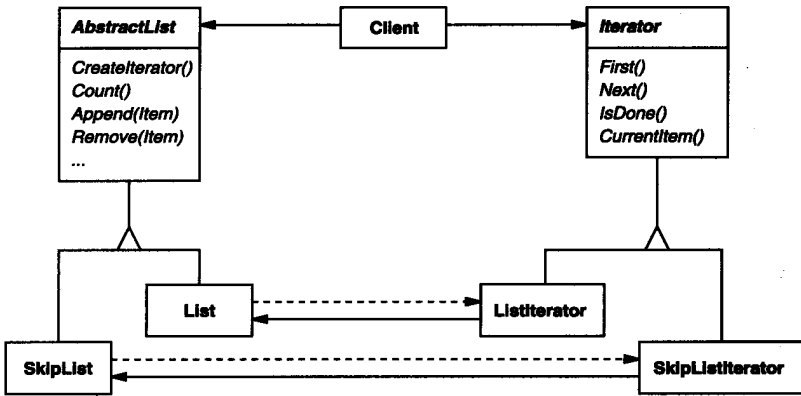 AbstractList
CreateIterator()
Count()
Append(Item)
Remove(Item)
...
Client
Iterator
First()
Next()
IsDone()
CurrentItem()
List
ListIterator
SkipList
SkipListIterator